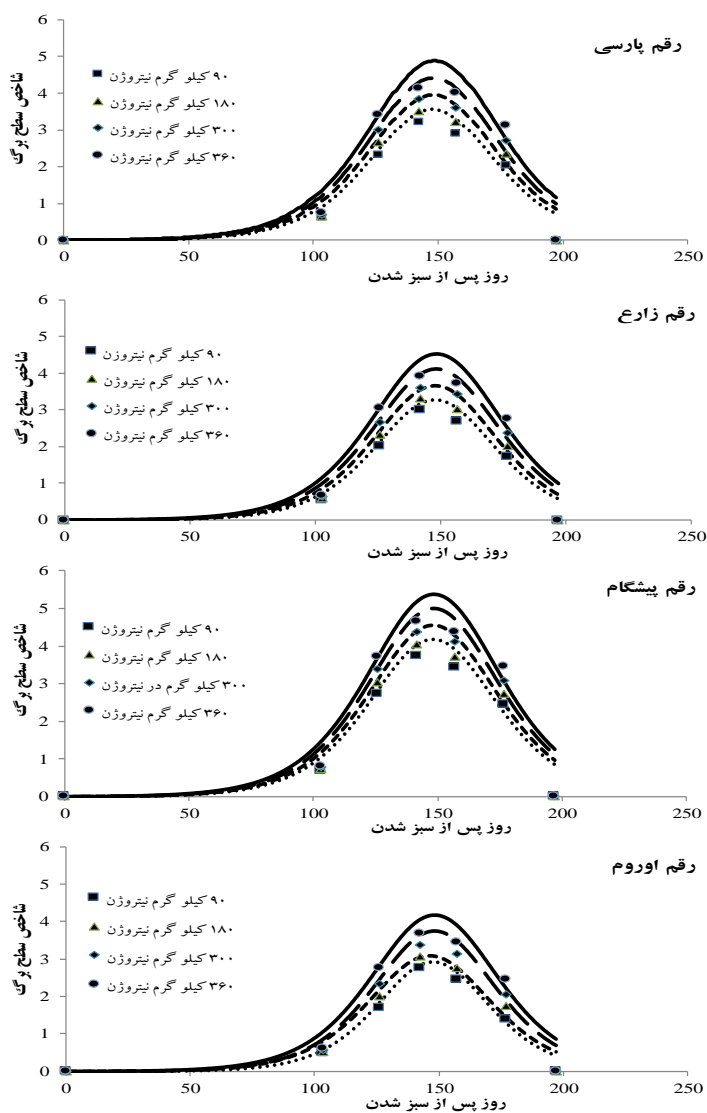 رقم پارسی
شاخص سطح برگ
6
5
4
3
2
1
0
۹۰ کیلو گرم نیتروژن
۱۸۰ کیلو گرم نیتروژن
۳۰۰ کیلو گرم نیتروژن
۳۶۰ کیلو گرم نیتروژن
0 50 100 150 200 250
روز پس از سبز شدن
رقم زارع
شاخص سطح برگ
6
5
4
3
2
1
0
۹۰ کیلو گرم نیتروزن
۱۸۰ کیلو گرم نیتروژن
۳۰۰ کیلو گرم نیتروژن
۳۶۰ کیلو گرم نیتروژن
0 50 100 150 200 250
روز پس از سبز شدن
رقم پیشگام
شاخص سطح برگ
6
5
4
3
2
1
0
۹۰ کیلو گرم نیتروژن
۱۸۰ کیلو گرم نیتروژن
۳۰۰ کیلو گرم در نیتروژن
۳۶۰ کیلو گرم نیتروژن
0 50 100 150 200 250
روز پس از سبز شدن
رقم اوروم
شاخص سطح برگ
6
5
4
3
2
1
0
۹۰ کیلو گرم نیتروژن
۱۸۰ کیلو گرم نیتروژن
۳۰۰ کیلو گرم نیتروژن
۳۶۰ کیلو گرم نیتروژن
0 50 100 150 200 250
روز پس از سبز شدن